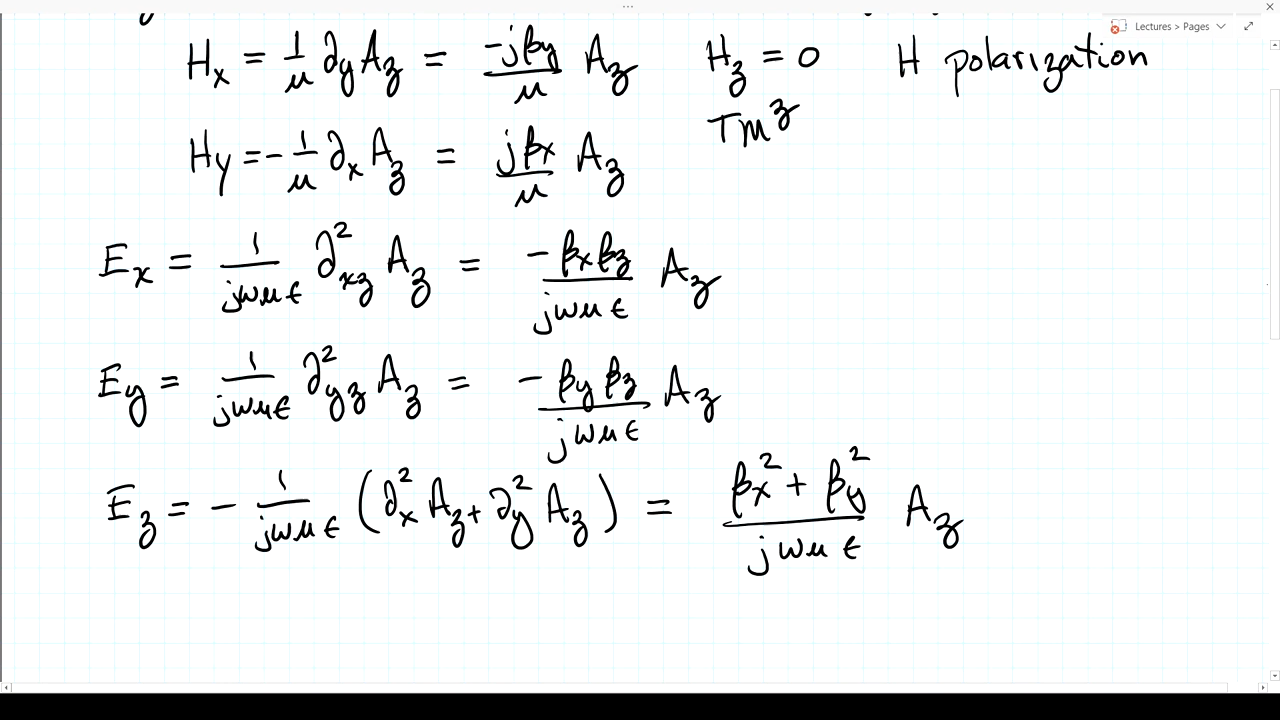 Lectures > Pages
Hx = 1/μ ∂y Az = -jβy/μ Az Hz = 0 H polarization
TMᶻ
Hy = - 1/μ ∂x Az = jβx/μ Az
Ex = 1/jωμϵ ∂²xz Az = -βxβz/jωμϵ Az
Ey = 1/jωμϵ ∂²yz Az = -βyβz/jωμϵ Az
Ez = - 1/jωμϵ (∂²x Az + ∂²y Az) = βx² + βy²/jωμϵ Az